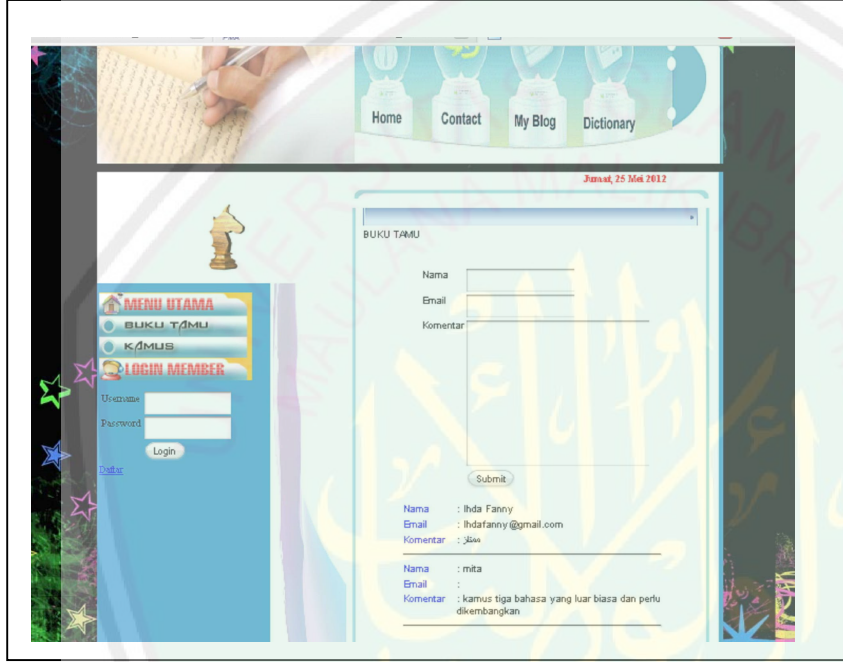 Home
Contact
My Blog
Dictionary
Jumaat, 25 Mei 2012
BUKU TAMU
Nama
Email
Komentar
Submit
MENU UTAMA
BUKU TAMU
KAMUS
LOGIN MEMBER
Username
Password
Login
Daftar
Nama : Ihda Fanny
Email : Ihdafanny@gmail.com
Komentar : ممتاز
Nama : mita
Email :
Komentar : kamus tiga bahasa yang luar biasa dan perlu
dikembangkan